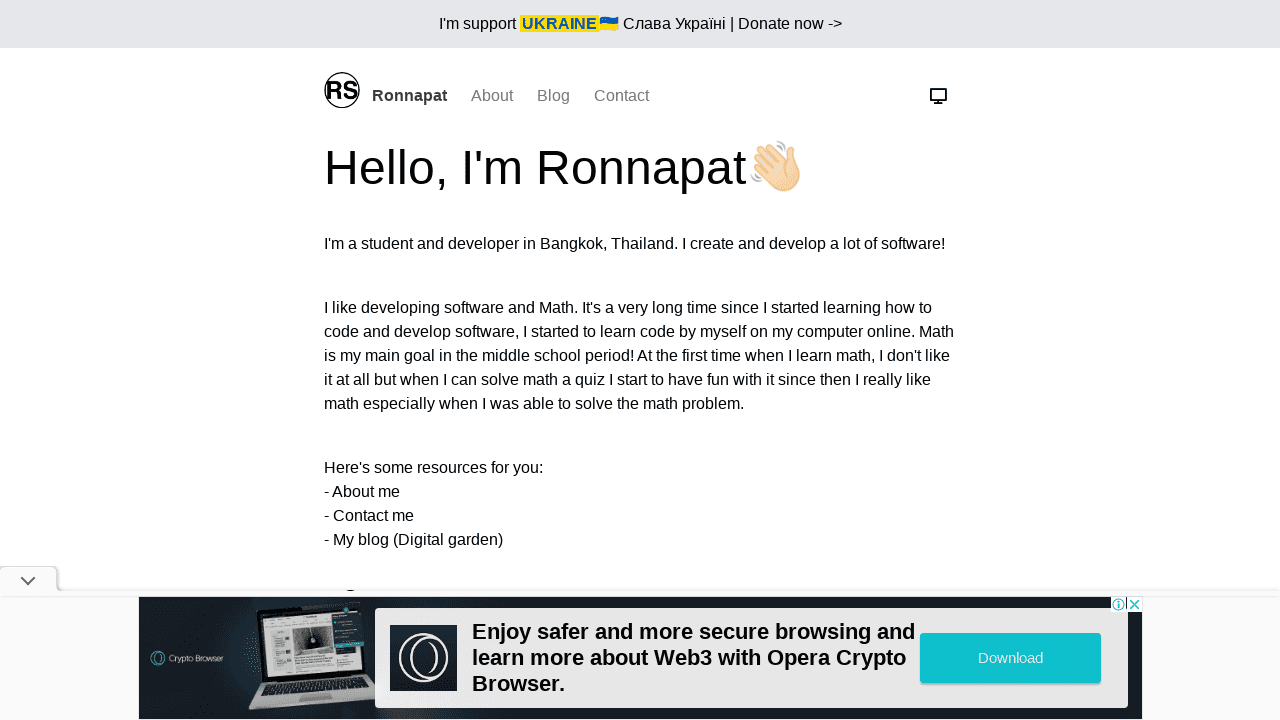 I'm support UKRAINE🇺🇦 Слава Україні | Donate now ->
RS Ronnapat About Blog Contact
Hello, I'm Ronnapat👋🏻
I'm a student and developer in Bangkok, Thailand. I create and develop a lot of software!
I like developing software and Math. It's a very long time since I started learning how to
code and develop software, I started to learn code by myself on my computer online. Math
is my main goal in the middle school period! At the first time when I learn math, I don't like
it at all but when I can solve math a quiz I start to have fun with it since then I really like
math especially when I was able to solve the math problem.
Here's some resources for you:
- About me
- Contact me
- My blog (Digital garden)
Crypto Browser
Enjoy safer and more secure browsing and
learn more about Web3 with Opera Crypto
Browser.
Download